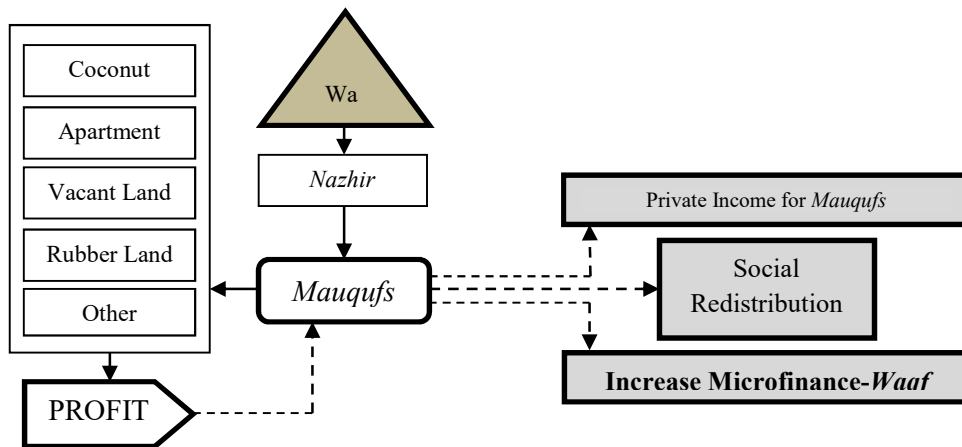 Coconut
Apartment
Vacant Land
Rubber Land
Other
PROFIT
Wa
Nazhir
Mauqufs
Private Income for Mauqufs
Social
Redistribution
Increase Microfinance-Waaf